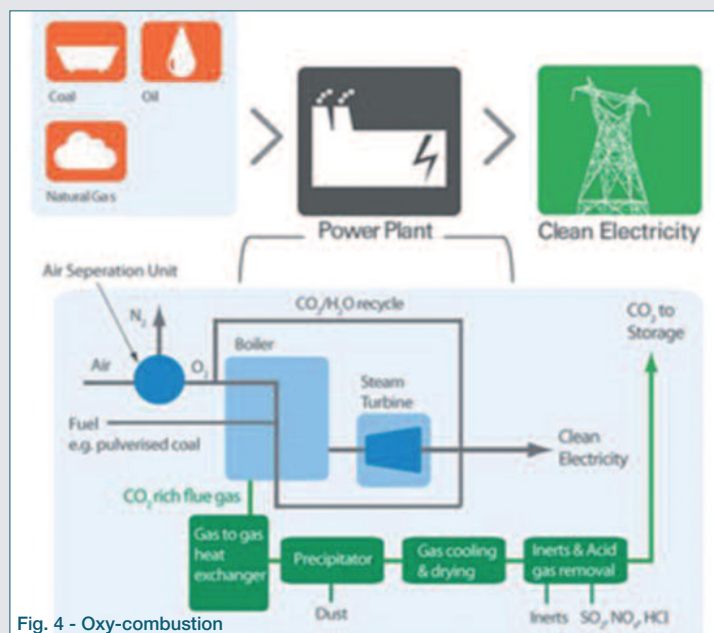 Coal
Oil
Natural Gas
Power Plant
Clean Electricity
Air Seperation Unit
N₂
CO₂/H₂O recycle
CO₂ to
Storage
Boiler
Air
O₂
Steam
Turbine
Fuel
e.g. pulverised coal
Clean
Electricity
CO₂ rich flue gas
Gas to gas
heat
exchanger
Precipitator
Gas cooling
& drying
Inerts & Acid
gas removal
Dust
Inerts
SO₂, NO₂, HCl
Fig. 4 - Oxy-combustion